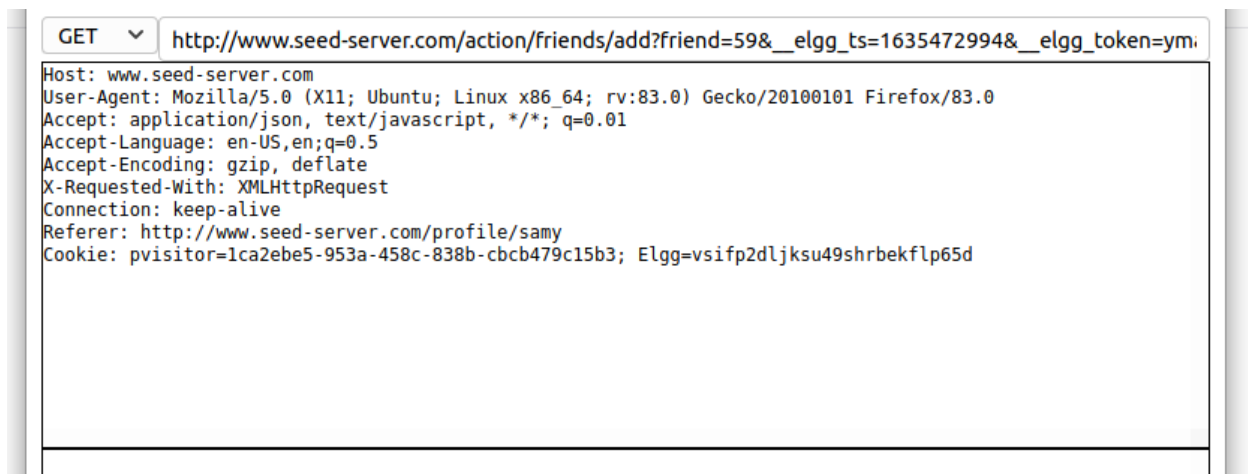 GET
http://www.seed-server.com/action/friends/add?friend=59&__elgg_ts=1635472994&__elgg_token=yma
Host: www.seed-server.com
User-Agent: Mozilla/5.0 (X11; Ubuntu; Linux x86_64; rv:83.0) Gecko/20100101 Firefox/83.0
Accept: application/json, text/javascript, */*; q=0.01
Accept-Language: en-US,en;q=0.5
Accept-Encoding: gzip, deflate
X-Requested-With: XMLHttpRequest
Connection: keep-alive
Referer: http://www.seed-server.com/profile/samy
Cookie: pvisitor=1ca2ebe5-953a-458c-838b-cbcb479c15b3; Elgg=vsifp2dljksu49shrbekflp65d